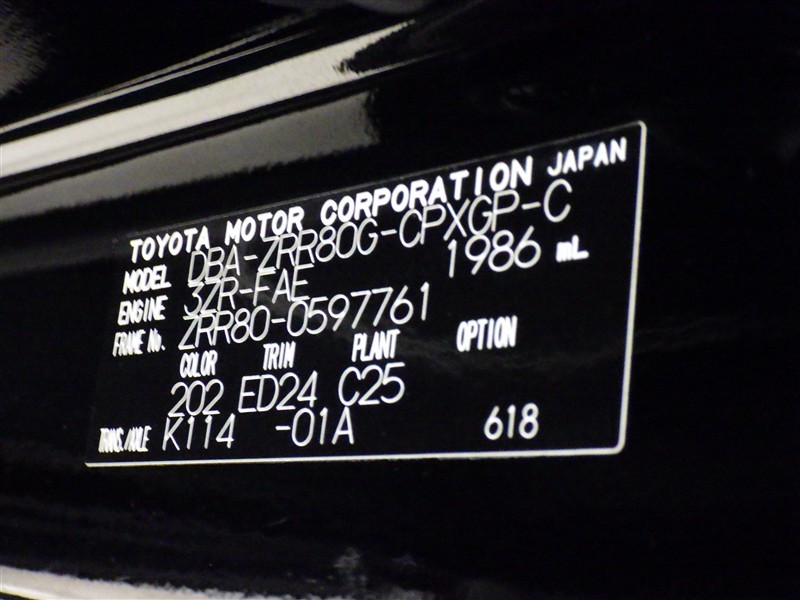 TOYOTA MOTOR CORPORATION JAPAN
MODEL DBA-ZRR80G-CPXGP-C
ENGINE 3ZR-FAE 1986 mL
FRAME No. ZRR80-0597761
COLOR TRIM PLANT OPTION
202 ED24 C25
TRANS./AXLE K114 -01A 618